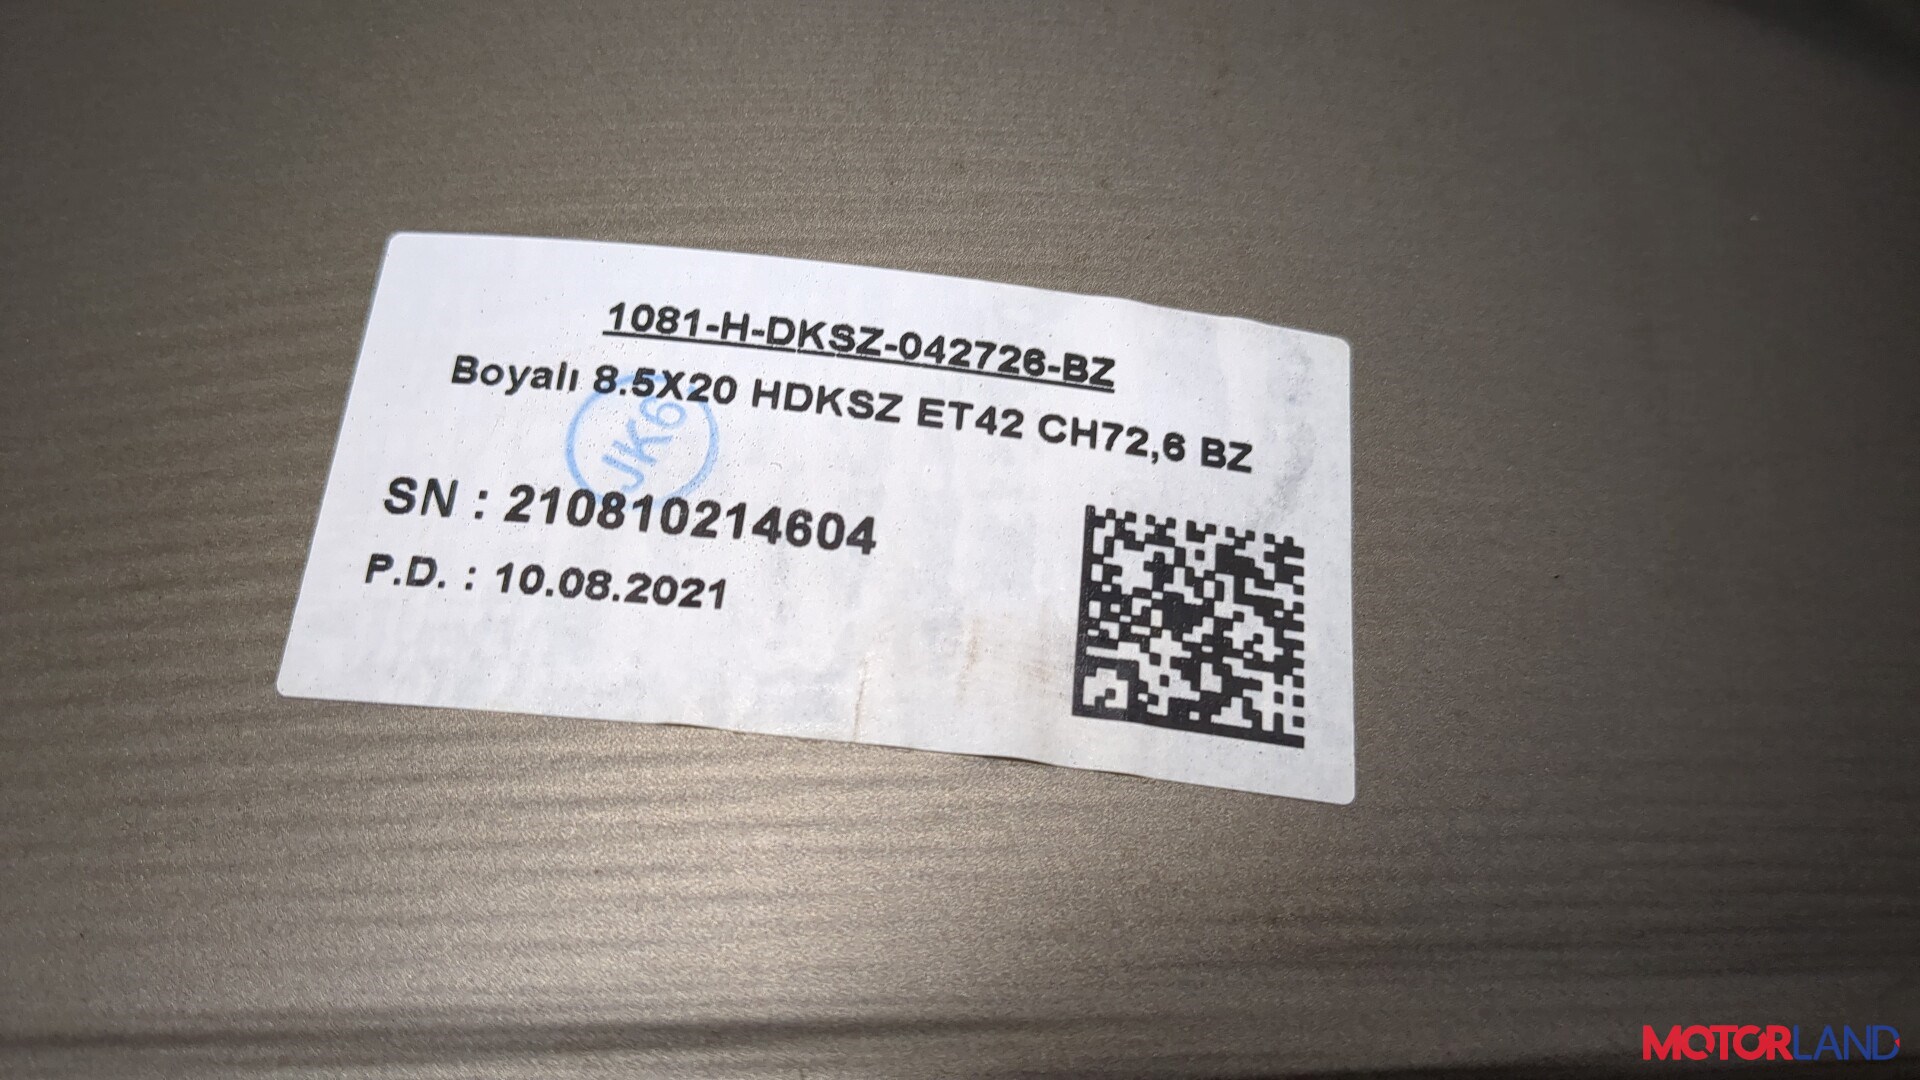 1081-H-DKSZ-042726-BZ
Boyalı 8.5X20 HDKSZ ET42 CH72,6 BZ
JK6
SN : 210810214604
P.D. : 10.08.2021
MOTORLAND